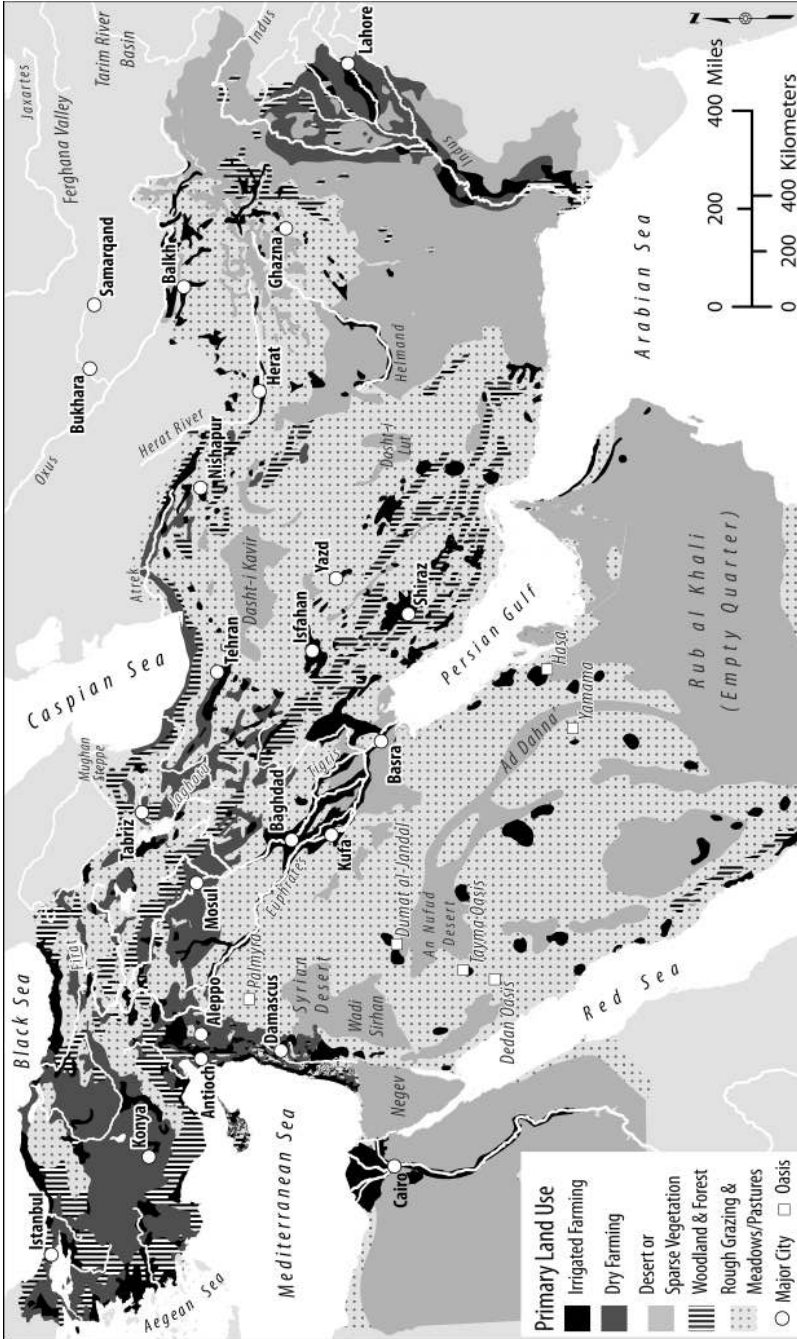 Black Sea
Caspian Sea
Aegean Sea
Mediterranean Sea
Red Sea
Persian Gulf
Arabian Sea
Jaxartes
Ferghana Valley
Tarim River
Basin
Indus
Lahore
Indus
Samarqand
Bukhara
Oxus
Balkh
Ghazna
Herat
Herat River
Helmand
Nishapur
Atrek
Dasht-i
Lut
Dasht-i Kavir
Yazd
Isfahan
Shiraz
Tehran
Mughan
Steppe
Tabriz
Jaghatu
Tigris
Baghdad
Basra
Kufa
Euphrates
Mosul
Firat
Istanbul
Konya
Antioch
Aleppo
Palmyra
Damascus
Syrian
Desert
Wadi
Sirhan
Negev
Cairo
Dumat al-Jandal
An Nufud
Desert
Tayma Oasis
Dedan Oasis
Ad Dahna'
Hasa
Yamama
Rub al Khali
(Empty Quarter)
N
0 200 400 Miles
0 200 400 Kilometers
Primary Land Use
Irrigated Farming
Dry Farming
Desert or
Sparse Vegetation
Woodland & Forest
Rough Grazing &
Meadows/Pastures
Major City Oasis